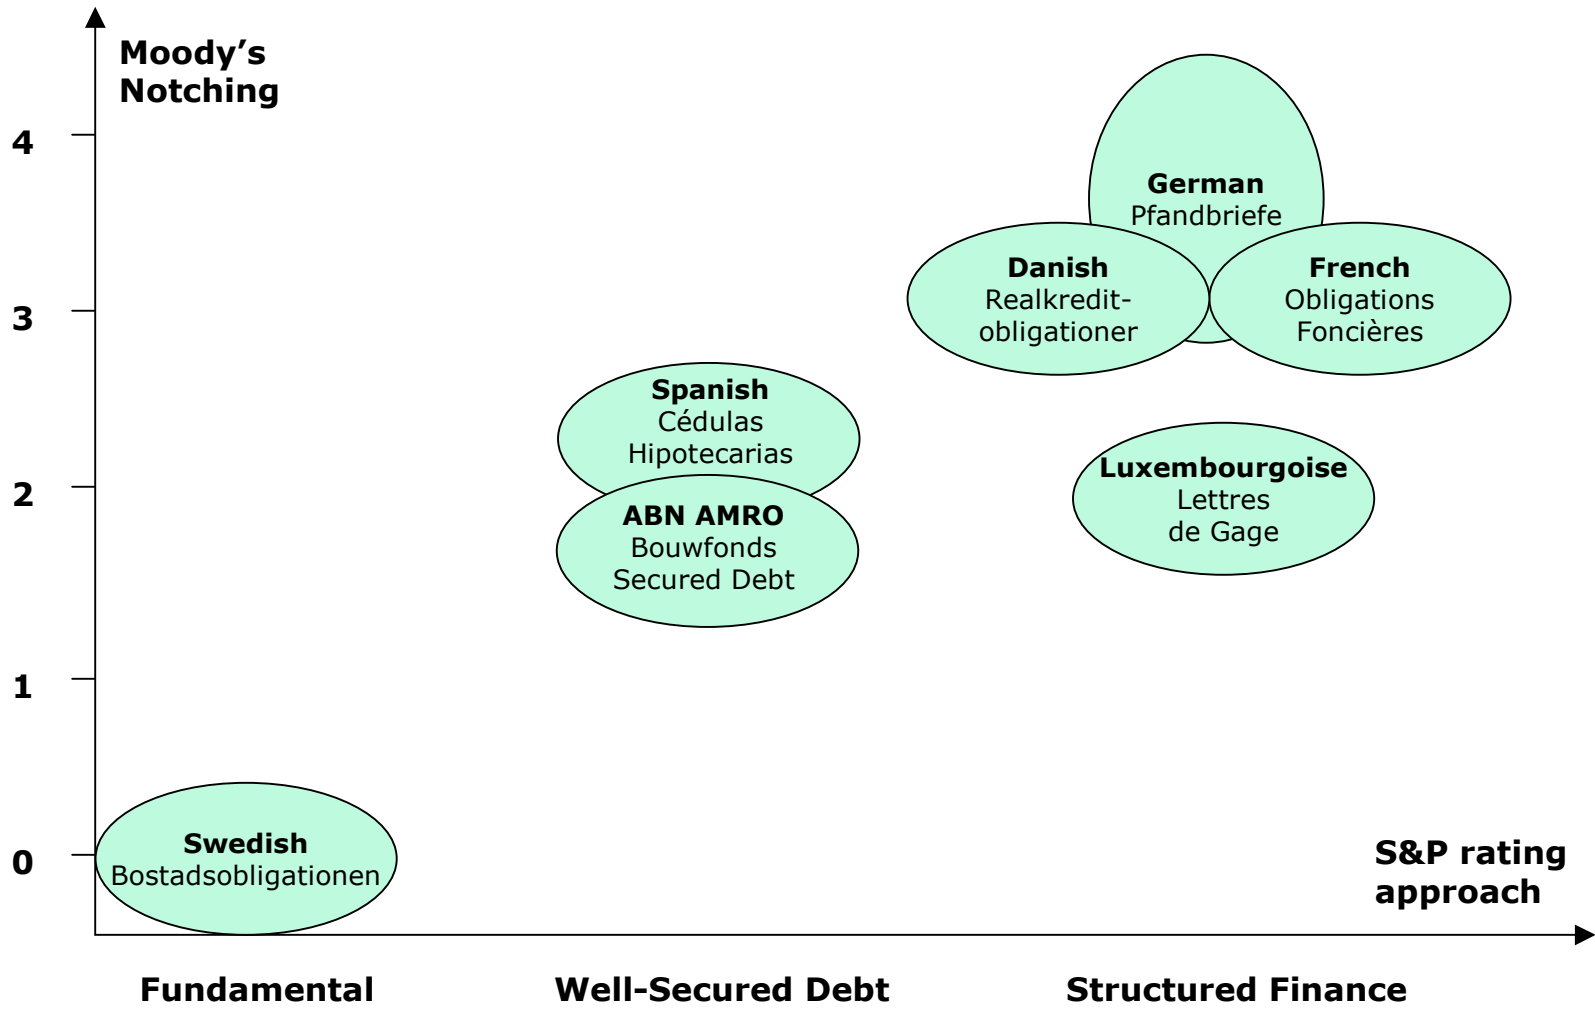 Moody’s
Notching
4
German
Pfandbriefe
Danish
Realkredit-
obligationer
French
Obligations
Foncières
3
Spanish
Cédulas
Hipotecarias
Luxembourgoise
Lettres
de Gage
2
ABN AMRO
Bouwfonds
Secured Debt
1
Swedish
Bostadsobligationen
0
S&P rating
approach
Fundamental
Well-Secured Debt
Structured Finance